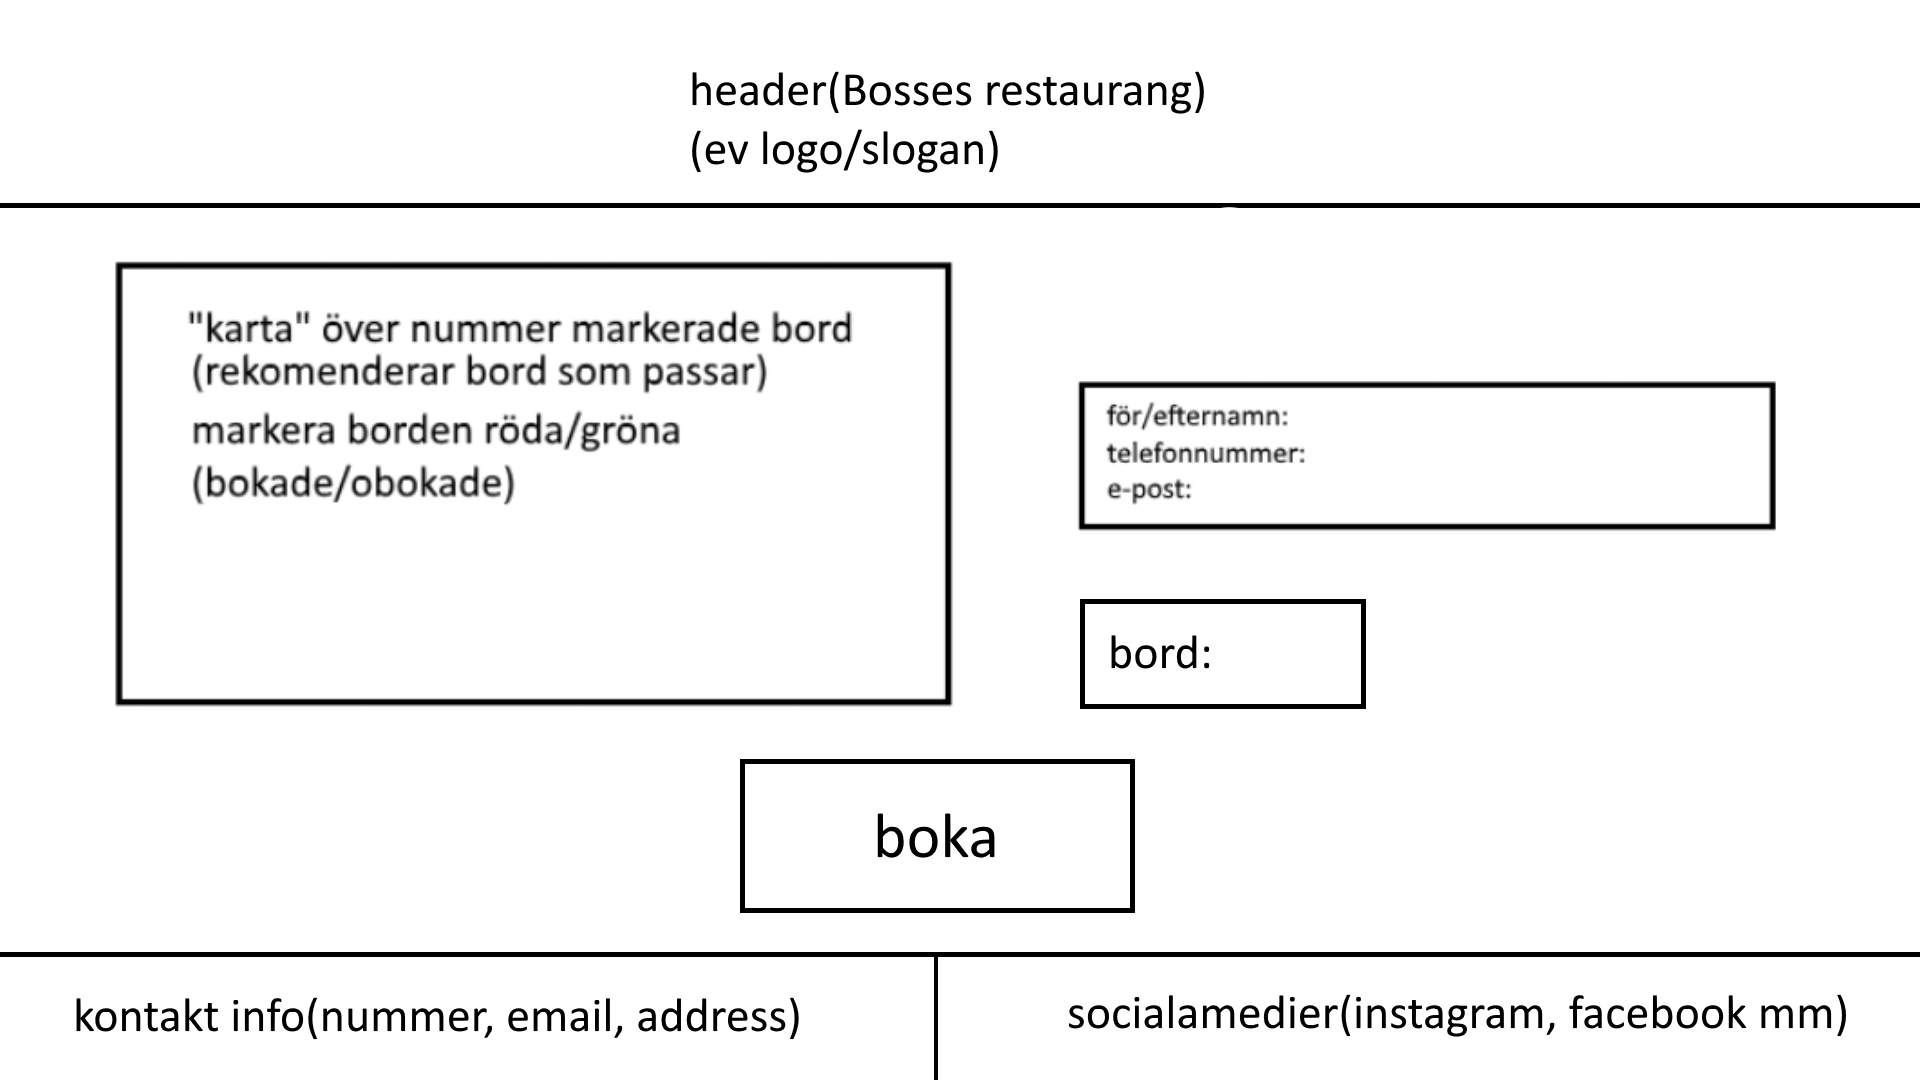 header(Bosses restaurang)
(ev logo/slogan)
"karta" över nummer markerade bord
(rekomenderar bord som passar)
markera borden röda/gröna
(bokade/obokade)
för/efternamn:
telefonnummer:
e-post:
bord:
boka
kontakt info(nummer, email, address)
socialamedier(instagram, facebook mm)